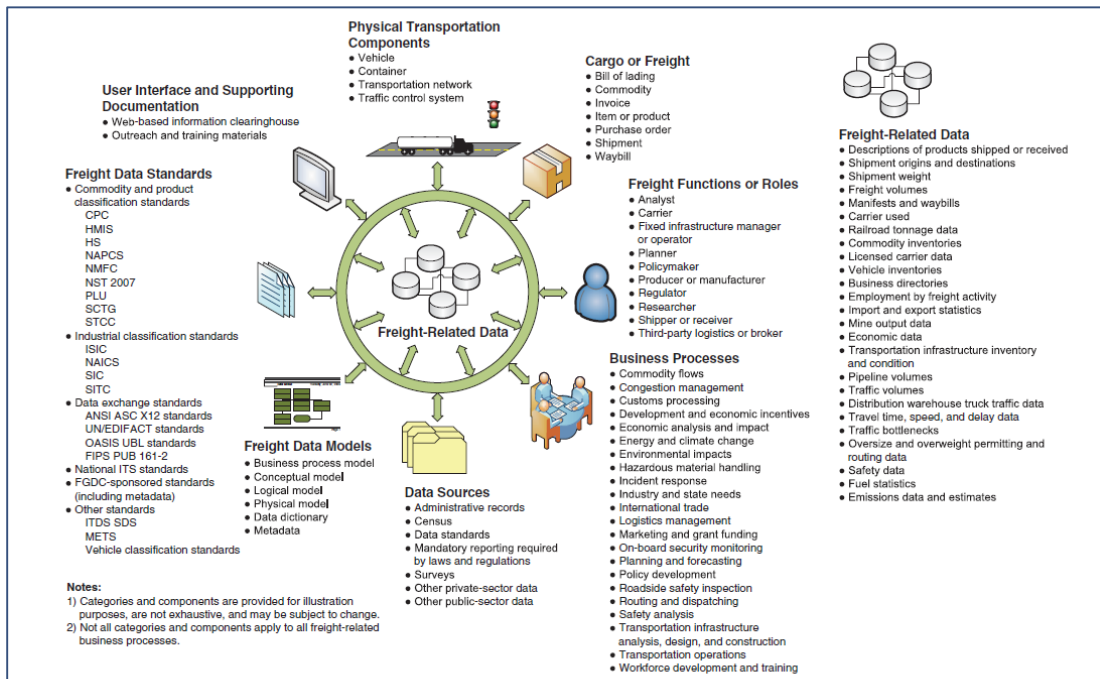 Physical Transportation
Components
• Vehicle
• Container
• Transportation network
• Traffic control system
Cargo or Freight
• Bill of lading
• Commodity
• Invoice
• Item or product
• Purchase order
• Shipment
• Waybill
User Interface and Supporting
Documentation
• Web-based information clearinghouse
• Outreach and training materials
Freight Data Standards
• Commodity and product
classification standards
CPC
HMIS
HS
NAPCS
NMFC
NST 2007
PLU
SCTG
STCC
• Industrial classification standards
ISIC
NAICS
SIC
SITC
• Data exchange standards
ANSI ASC X12 standards
UN/EDIFACT standards
OASIS UBL standards
FIPS PUB 161-2
• National ITS standards
• FGDC-sponsored standards
(including metadata)
• Other standards
ITDS SDS
METS
Vehicle classification standards
Freight-Related Data
Freight Functions or Roles
• Analyst
• Carrier
• Fixed infrastructure manager
or operator
• Planner
• Policymaker
• Producer or manufacturer
• Regulator
• Researcher
• Shipper or receiver
• Third-party logistics or broker
Freight Data Models
• Business process model
• Conceptual model
• Logical model
• Physical model
• Data dictionary
• Metadata
Data Sources
• Administrative records
• Census
• Data standards
• Mandatory reporting required
by laws and regulations
• Surveys
• Other private-sector data
• Other public-sector data
Business Processes
• Commodity flows
• Congestion management
• Customs processing
• Development and economic incentives
• Economic analysis and impact
• Energy and climate change
• Environmental impacts
• Hazardous material handling
• Incident response
• Industry and state needs
• International trade
• Logistics management
• Marketing and grant funding
• On-board security monitoring
• Planning and forecasting
• Policy development
• Roadside safety inspection
• Routing and dispatching
• Safety analysis
• Transportation infrastructure
analysis, design, and construction
• Transportation operations
• Workforce development and training
Freight-Related Data
• Descriptions of products shipped or received
• Shipment origins and destinations
• Shipment weight
• Freight volumes
• Manifests and waybills
• Carrier used
• Railroad tonnage data
• Commodity inventories
• Licensed carrier data
• Vehicle inventories
• Business directories
• Employment by freight activity
• Import and export statistics
• Mine output data
• Economic data
• Transportation infrastructure inventory
and condition
• Pipeline volumes
• Traffic volumes
• Distribution warehouse truck traffic data
• Travel time, speed, and delay data
• Traffic bottlenecks
• Oversize and overweight permitting and
routing data
• Safety data
• Fuel statistics
• Emissions data and estimates
Notes:
1) Categories and components are provided for illustration
purposes, are not exhaustive, and may be subject to change.
2) Not all categories and components apply to all freight-related
business processes.